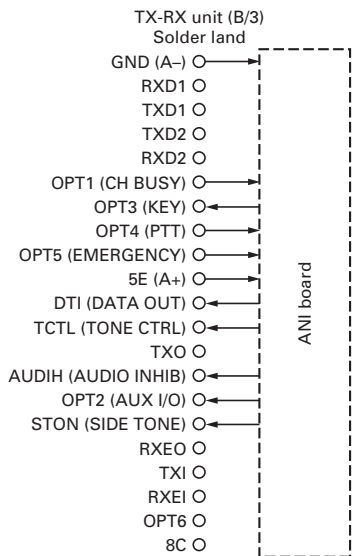 TX-RX unit (B/3)
Solder land
GND (A–)
RXD1
TXD1
TXD2
RXD2
OPT1 (CH BUSY)
OPT3 (KEY)
OPT4 (PTT)
OPT5 (EMERGENCY)
5E (A+)
DTI (DATA OUT)
TCTL (TONE CTRL)
TXO
AUDIH (AUDIO INHIB)
OPT2 (AUX I/O)
STON (SIDE TONE)
RXEO
TXI
RXEI
OPT6
8C
ANI board